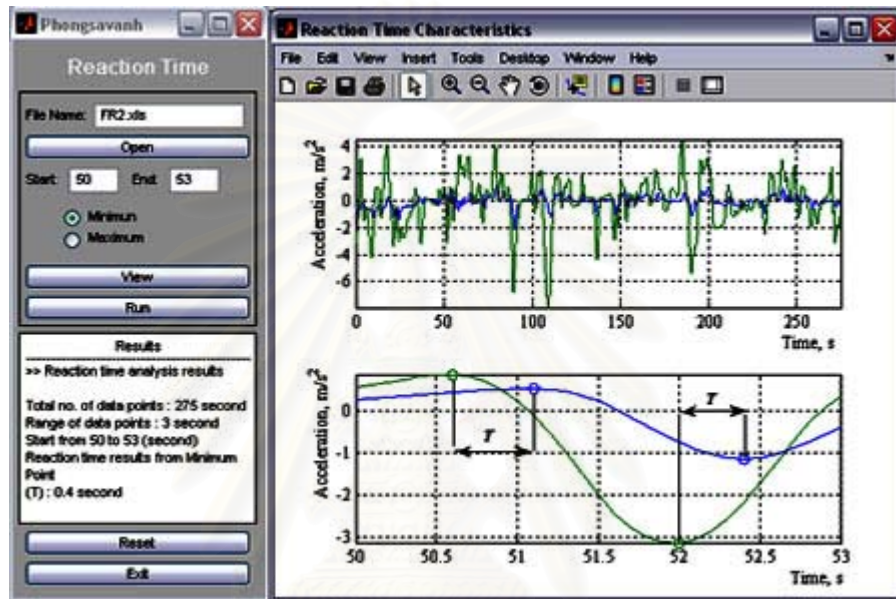 Phongsavanh
Reaction Time
File Name: FR2.xls
Open
Start: 50 End: 53
Minimun
Maximum
View
Run
Results
>> Reaction time analysis results
Total no. of data points : 275 second
Range of data points : 3 second
Start from 50 to 53 (second)
Reaction time results from Minimum
Point
(T) : 0.4 second
Reset
Exit
Reaction Time Characteristics
File Edit View Insert Tools Desktop Window Help
Acceleration, m/s²
4
2
0
-2
-4
-6
0 50 100 150 200 250
Time, s
Acceleration, m/s²
0
-1
-2
-3
T
T
50 50.5 51 51.5 52 52.5 53
Time, s